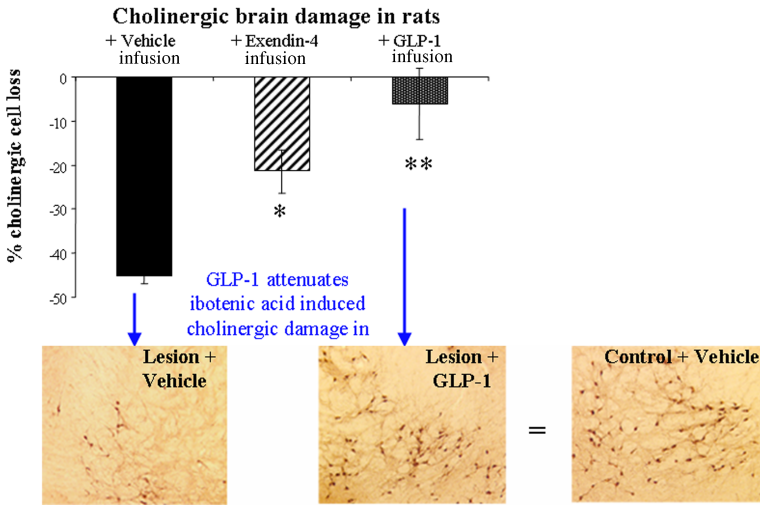 Cholinergic brain damage in rats
+ Vehicle infusion
+ Exendin-4 infusion
+ GLP-1 infusion
% cholinergic cell loss
0
-10
-20
-30
-40
-50
*
**
GLP-1 attenuates
ibotenic acid induced
cholinergic damage in
Lesion +
Vehicle
Lesion +
GLP-1
=
Control + Vehicle